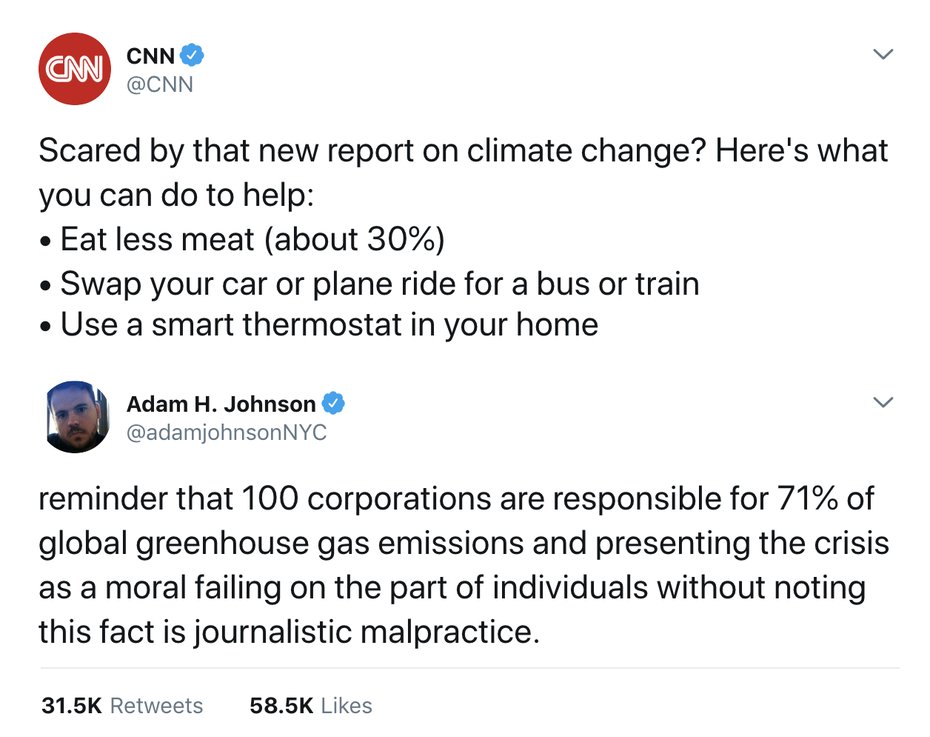 CNN
CNN
@CNN
Scared by that new report on climate change? Here's what
you can do to help:
• Eat less meat (about 30%)
• Swap your car or plane ride for a bus or train
• Use a smart thermostat in your home
Adam H. Johnson
@adamjohnsonNYC
reminder that 100 corporations are responsible for 71% of
global greenhouse gas emissions and presenting the crisis
as a moral failing on the part of individuals without noting
this fact is journalistic malpractice.
31.5K Retweets 58.5K Likes